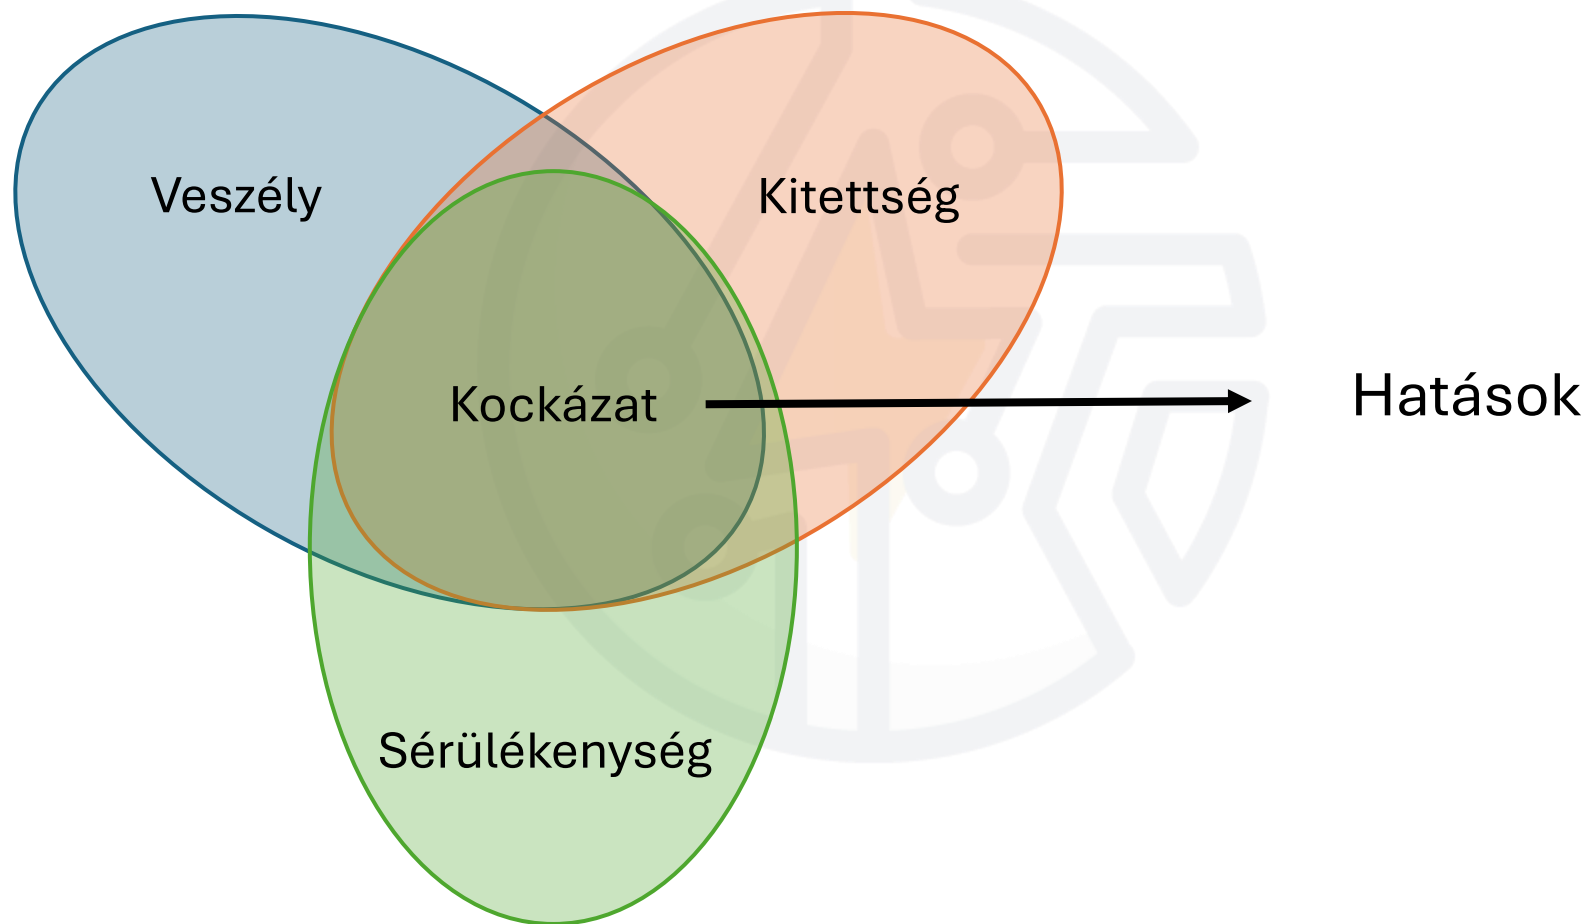 Veszély
Kitettség
Kockázat
Hatások
Sérülékenység